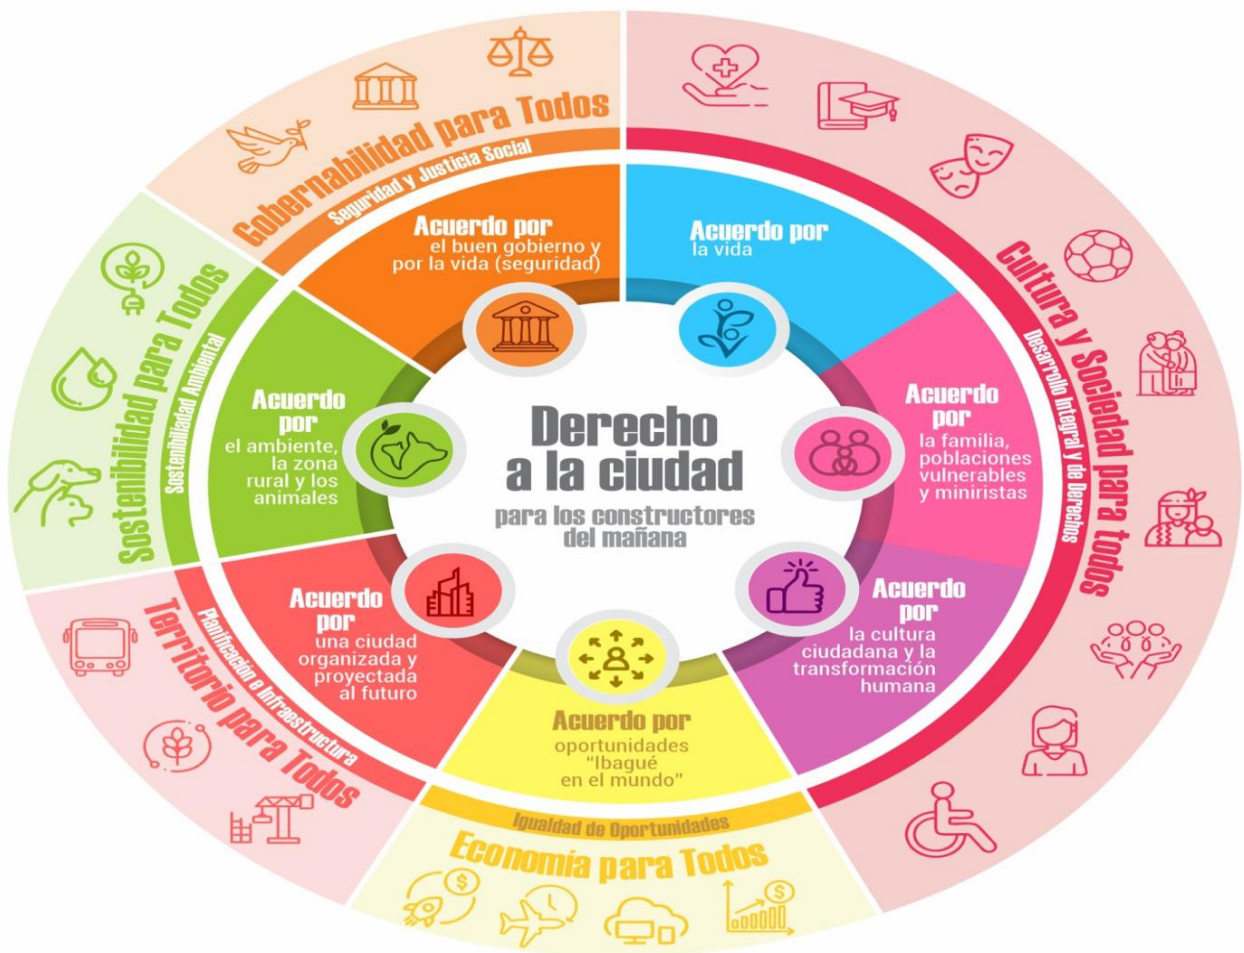 Derecho
a la ciudad
para los constructores
del mañana
Gobernabilidad para Todos
Seguridad y Justicia Social
Acuerdo por
el buen gobierno y
por la vida (seguridad)
Acuerdo por
la vida
Cultura y Sociedad para todos
Desarrollo Integral y de Derechos
Acuerdo
por
la familia,
poblaciones
vulnerables
y miniristas
Acuerdo
por
la cultura
ciudadana y la
transformación
humana
Acuerdo por
oportunidades
"Ibagué
en el mundo"
Igualdad de Oportunidades
Economía para Todos
$
$
Acuerdo
por
una ciudad
organizada y
proyectada
al futuro
Planificación e Infraestructura
Territorio para Todos
Acuerdo
por
el ambiente,
la zona
rural y los
animales
Sostenibiliadad Ambiental
Sostenibilidad para Todos